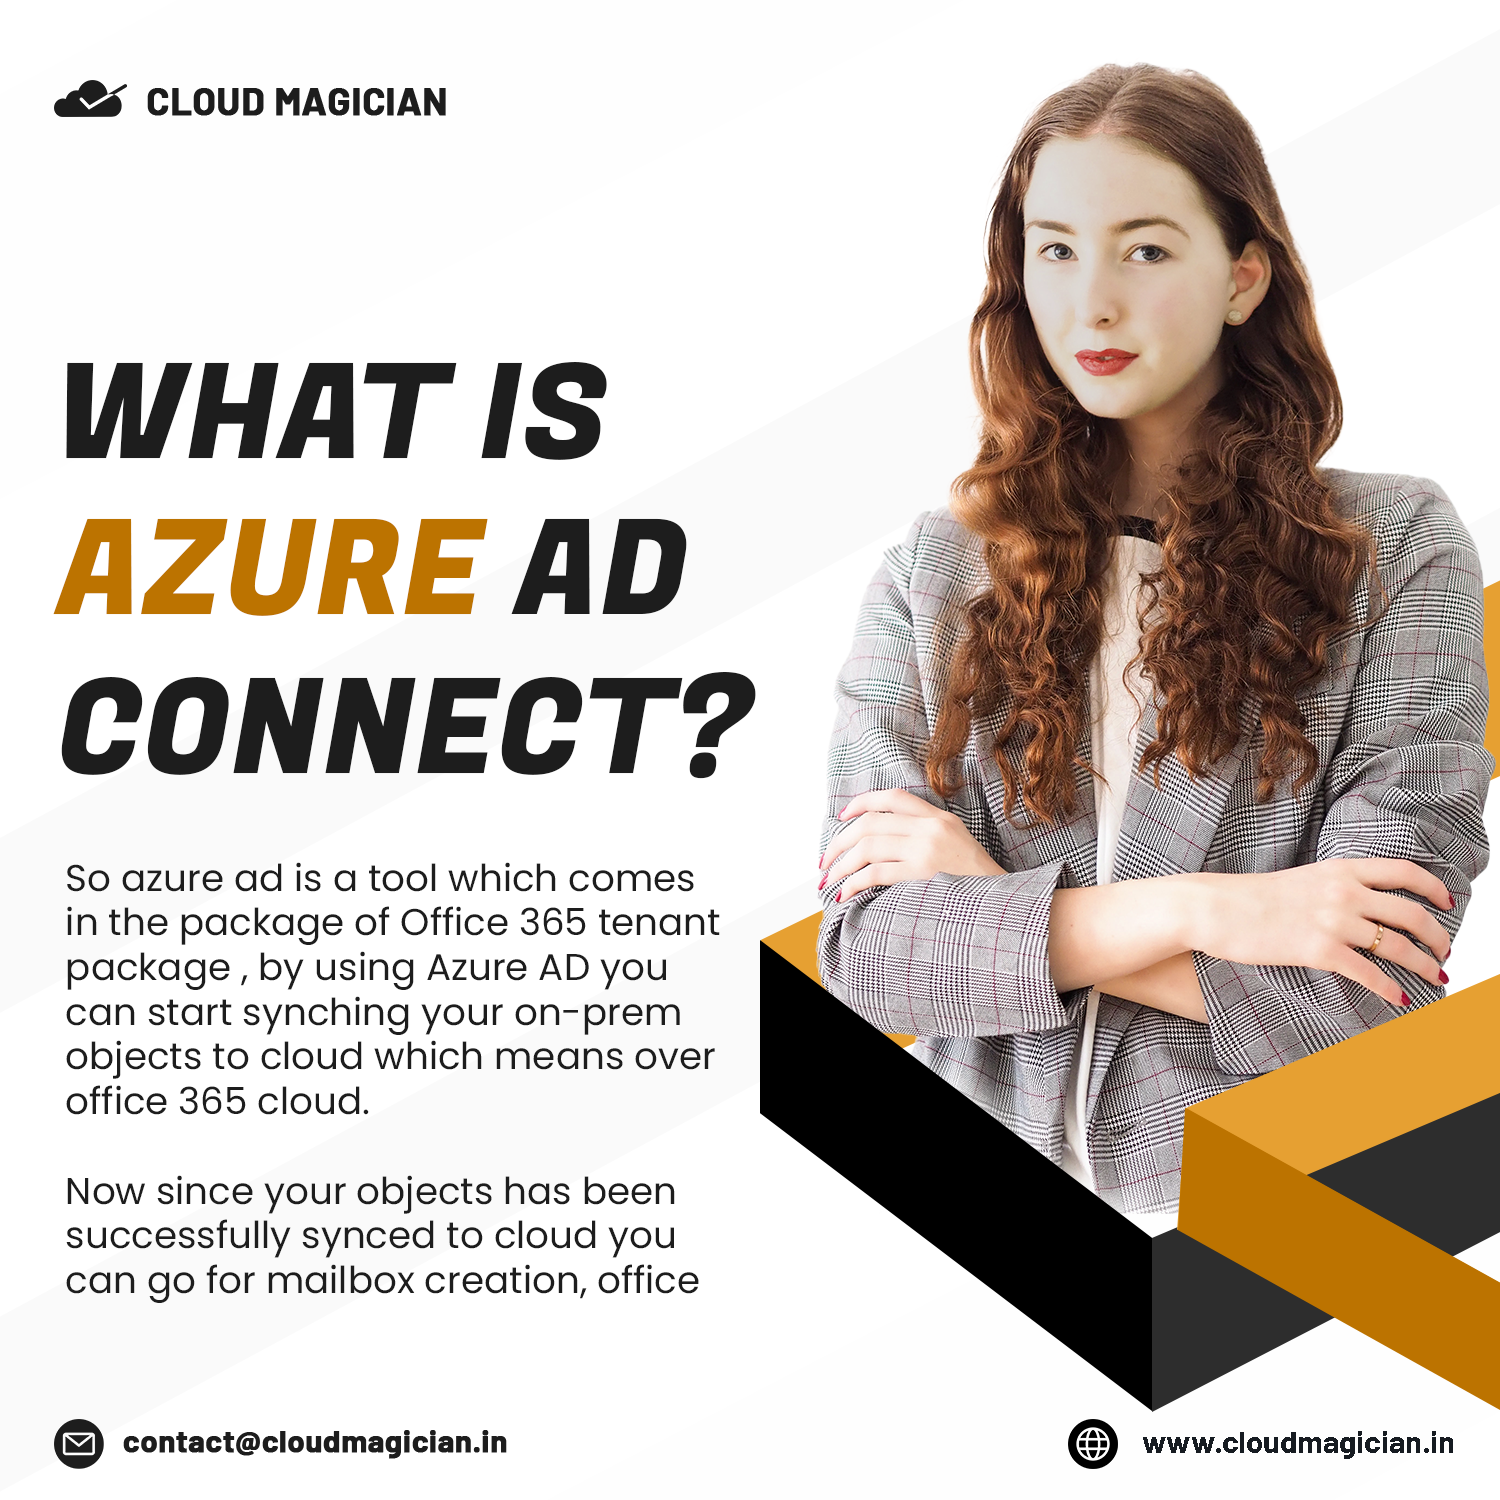 CLOUD MAGICIAN
WHAT IS
AZURE AD
CONNECT?
So azure ad is a tool which comes
in the package of Office 365 tenant
package , by using Azure AD you
can start synching your on-prem
objects to cloud which means over
office 365 cloud.
Now since your objects has been
successfully synced to cloud you
can go for mailbox creation, office
contact@cloudmagician.in
www.cloudmagician.in